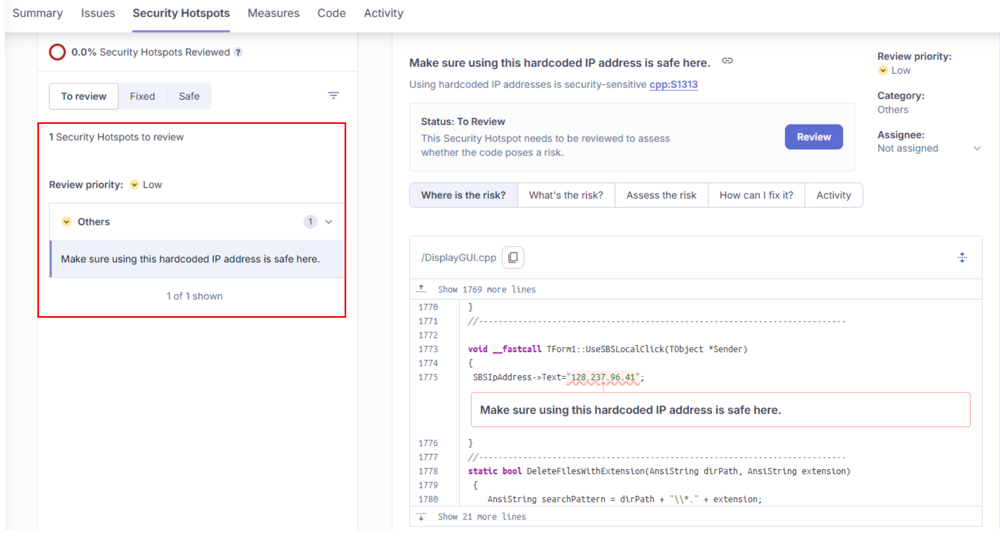 Summary Issues Security Hotspots Measures Code Activity
0.0% Security Hotspots Reviewed ?
To review Fixed Safe
1 Security Hotspots to review
Review priority: Low
Others 1
Make sure using this hardcoded IP address is safe here.
1 of 1 shown
Make sure using this hardcoded IP address is safe here.
Using hardcoded IP addresses is security-sensitive cpp:S1313
Status: To Review
This Security Hotspot needs to be reviewed to assess
whether the code poses a risk.
Review
Review priority:
Low
Category:
Others
Assignee:
Not assigned
Where is the risk? What's the risk? Assess the risk How can I fix it? Activity
/DisplayGUI.cpp
Show 1769 more lines
1770 }
1771 //---------------------------------------------------------------------------
1772
1773 void __fastcall TForm1::UseSBSLocalClick(TObject *Sender)
1774 {
1775 SBSIpAddress->Text="128.237.96.41";
Make sure using this hardcoded IP address is safe here.
1776 }
1777 //---------------------------------------------------------------------------
1778 static bool DeleteFilesWithExtension(AnsiString dirPath, AnsiString extension)
1779 {
1780 AnsiString searchPattern = dirPath + "\\*." + extension;
Show 21 more lines